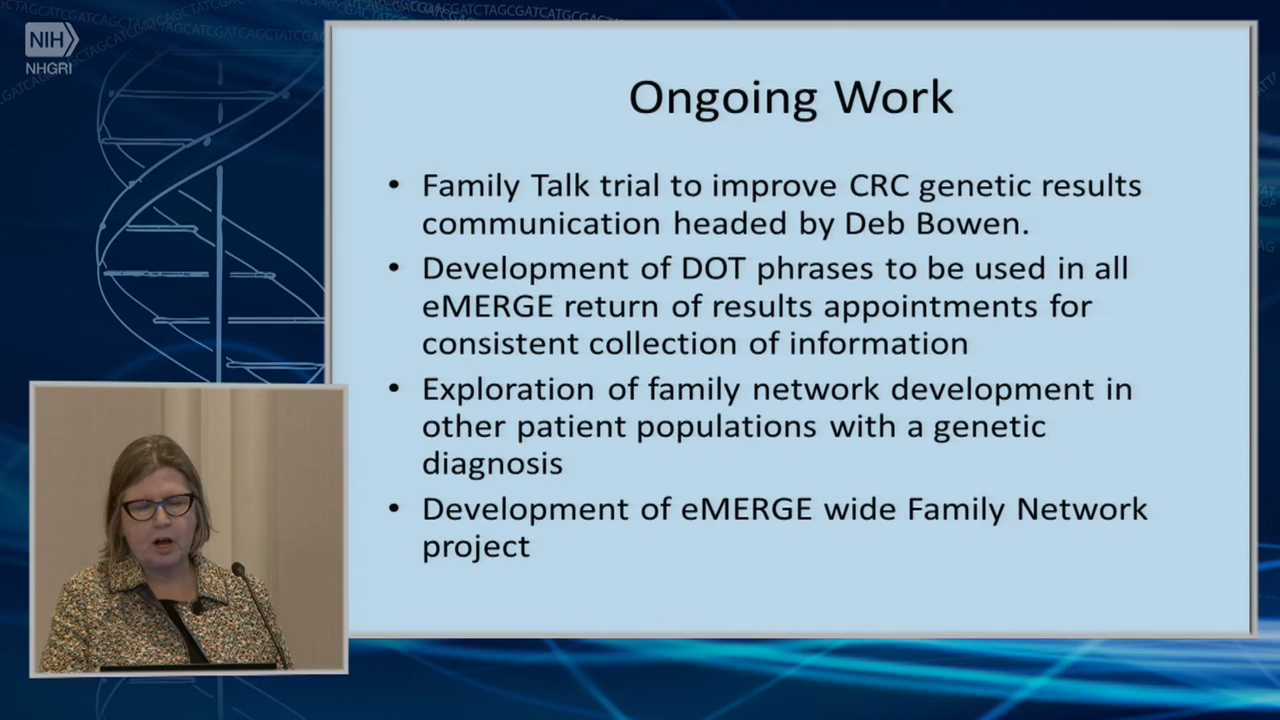 NIH
NHGRI
Ongoing Work
• Family Talk trial to improve CRC genetic results
communication headed by Deb Bowen.
• Development of DOT phrases to be used in all
eMERGE return of results appointments for
consistent collection of information
• Exploration of family network development in
other patient populations with a genetic
diagnosis
• Development of eMERGE wide Family Network
project